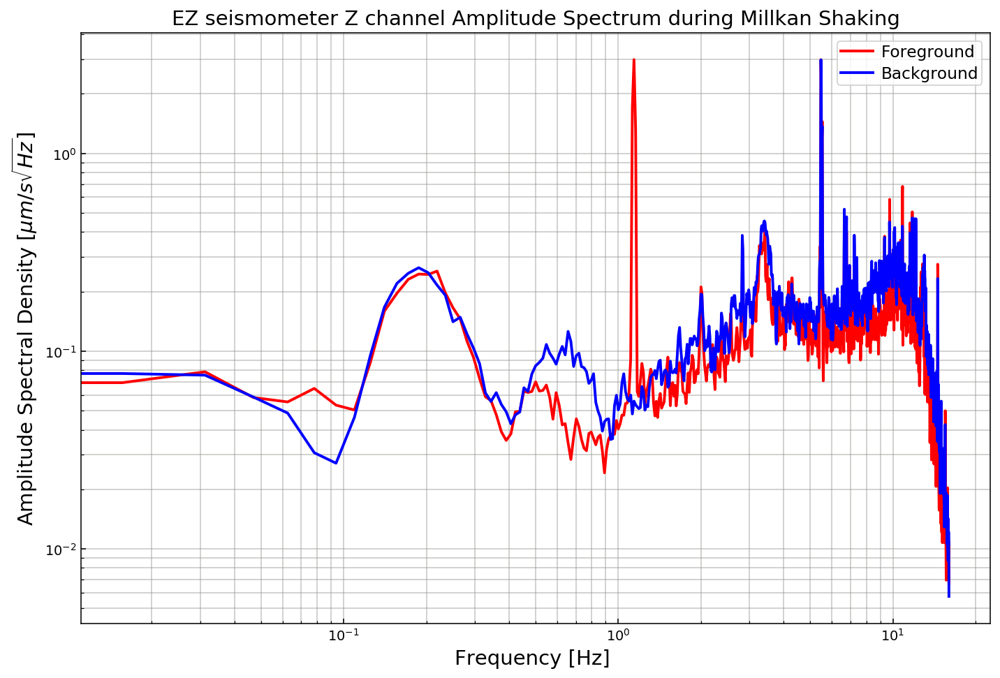 EZ seismometer Z channel Amplitude Spectrum during Millkan Shaking
Foreground
Background
Amplitude Spectral Density [μm/s√Hz]
10⁰
10⁻¹
10⁻²
10⁻¹ 10⁰ 10¹
Frequency [Hz]